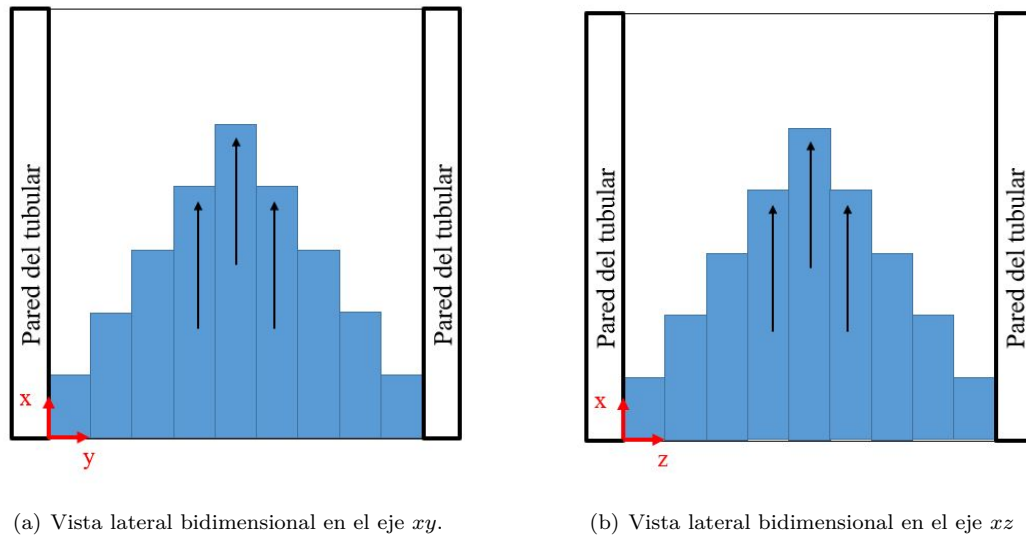 Pared del tubular
Pared del tubular
x
y
(a) Vista lateral bidimensional en el eje xy.
Pared del tubular
Pared del tubular
x
z
(b) Vista lateral bidimensional en el eje xz